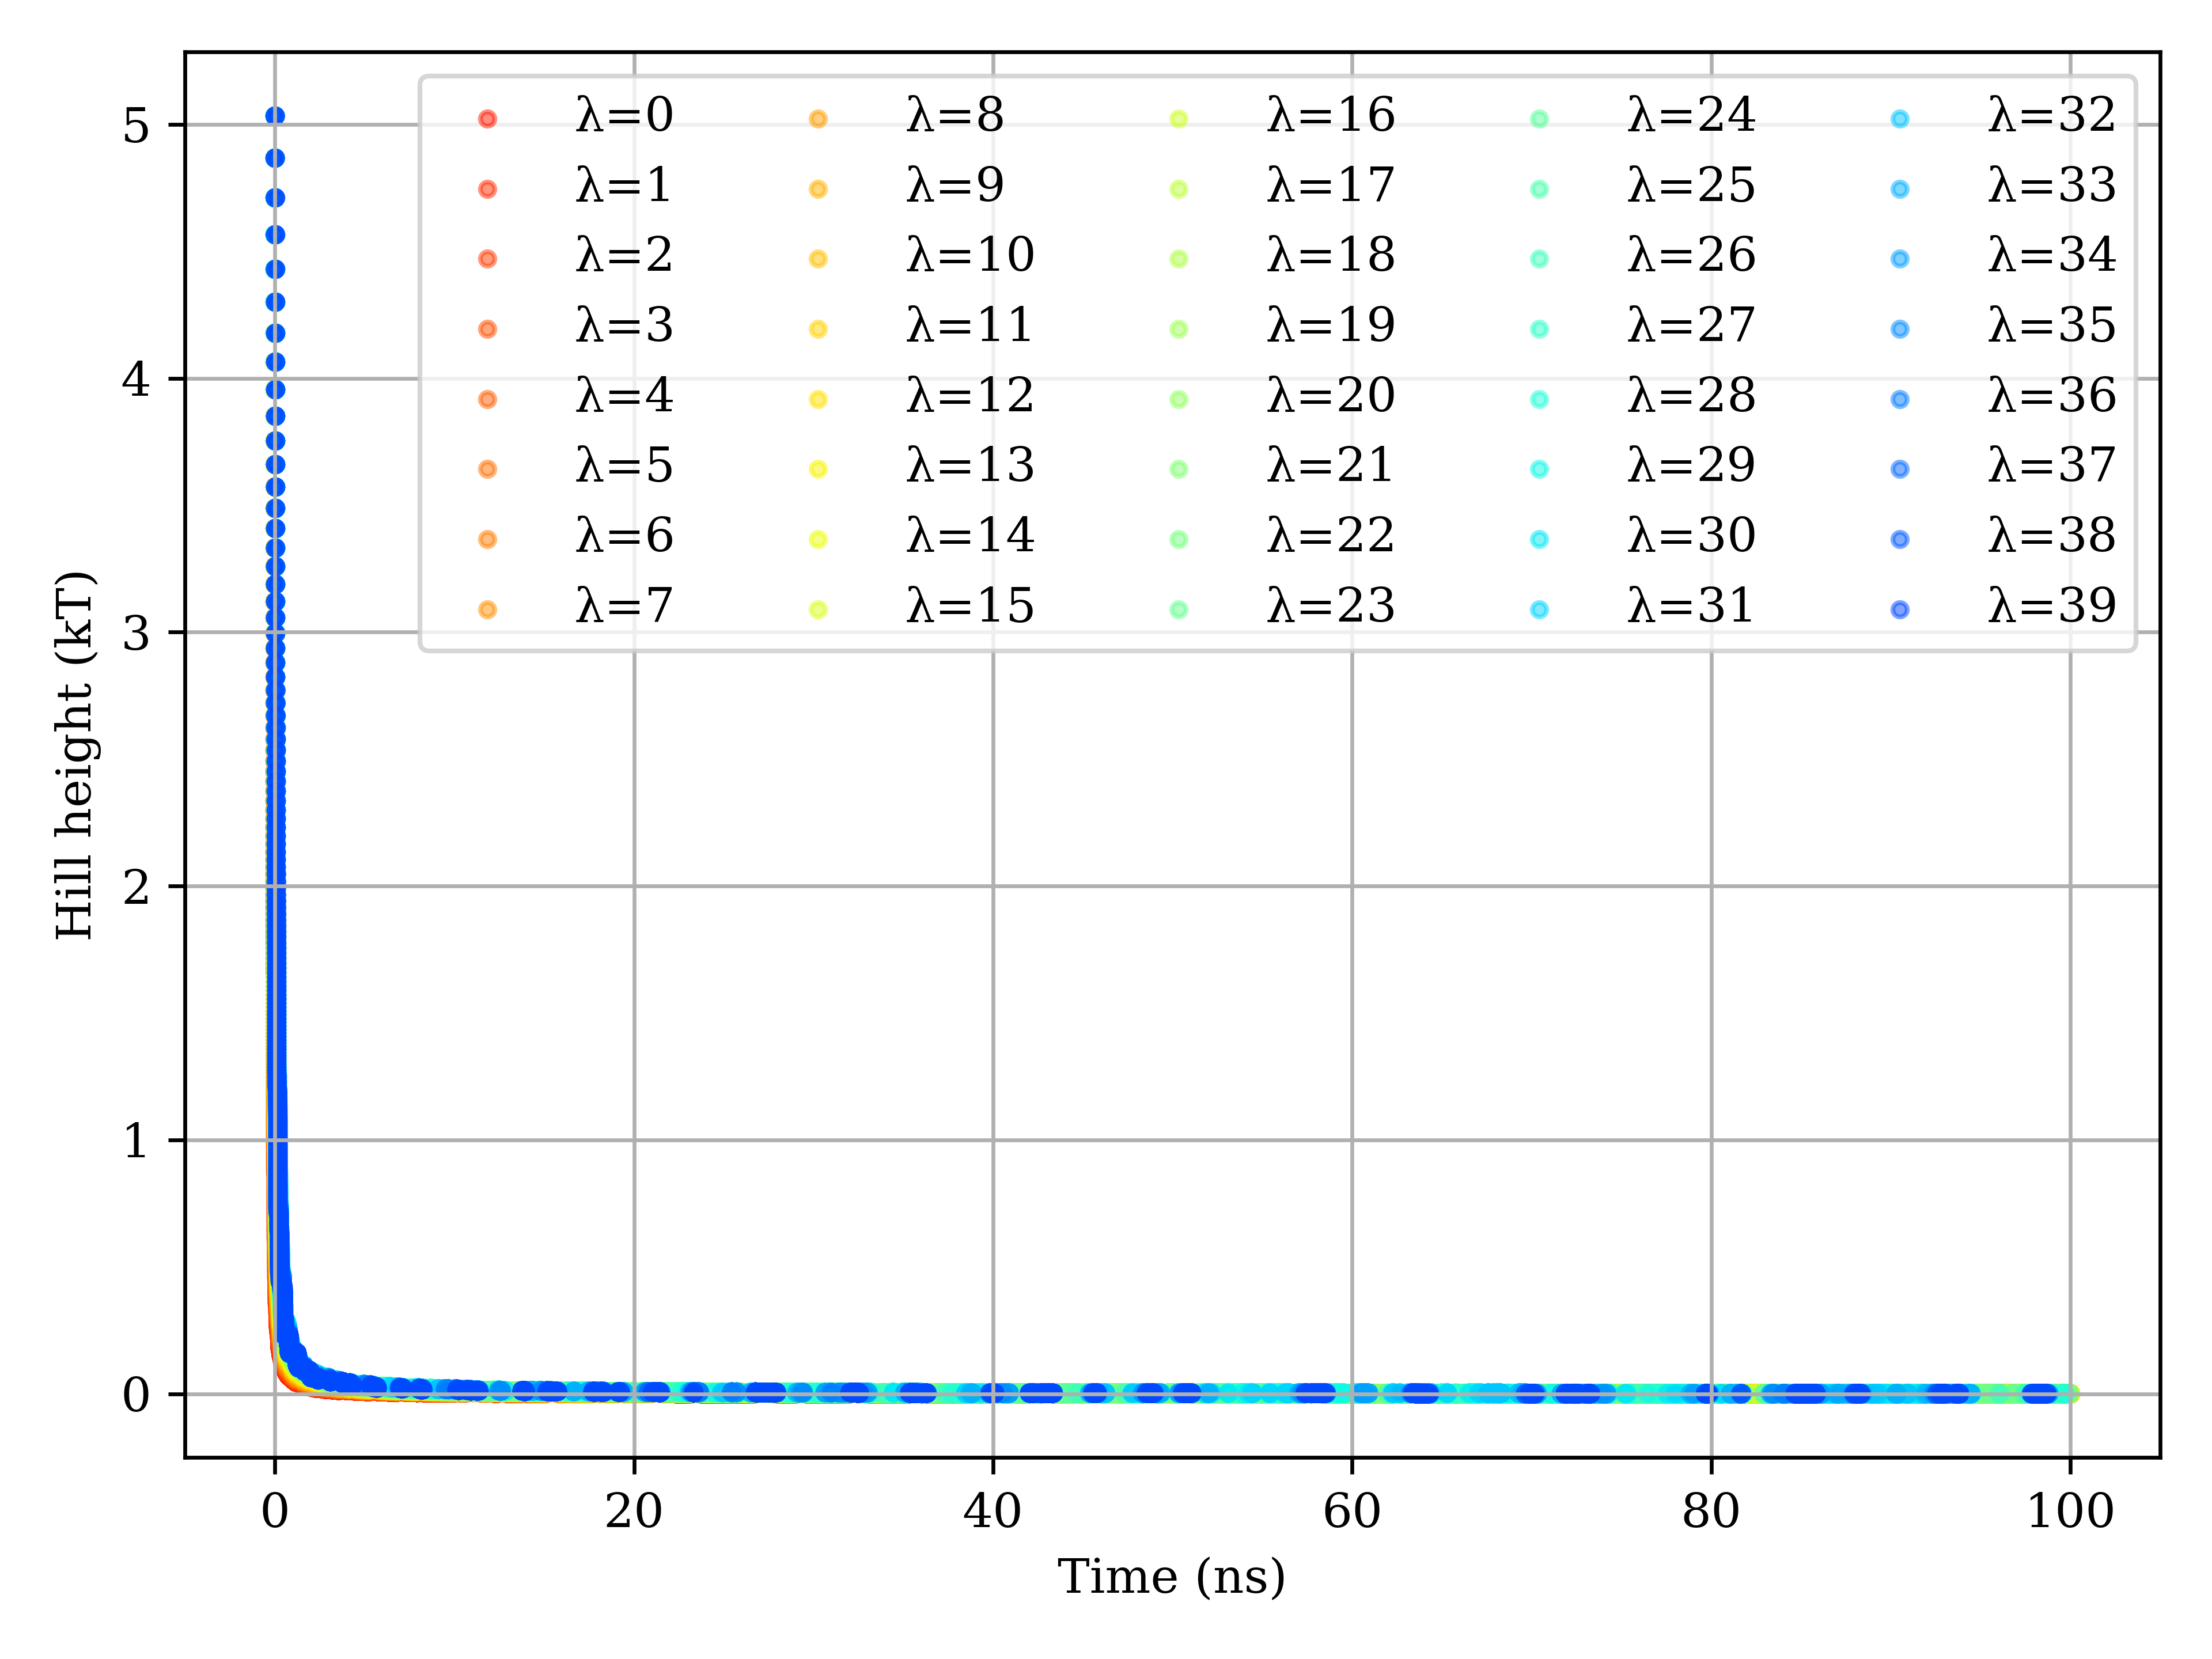 5
4
3
2
1
0
Hill height (kT)
λ=0 λ=8 λ=16 λ=24 λ=32
λ=1 λ=9 λ=17 λ=25 λ=33
λ=2 λ=10 λ=18 λ=26 λ=34
λ=3 λ=11 λ=19 λ=27 λ=35
λ=4 λ=12 λ=20 λ=28 λ=36
λ=5 λ=13 λ=21 λ=29 λ=37
λ=6 λ=14 λ=22 λ=30 λ=38
λ=7 λ=15 λ=23 λ=31 λ=39
0 20 40 60 80 100
Time (ns)